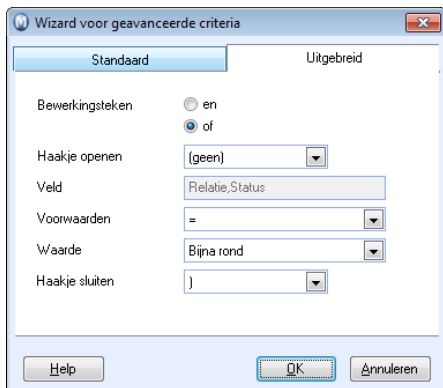 Wizard voor geavanceerde criteria
Standaard Uitgebreid
Bewerkingsteken en
of
Haakje openen (geen)
Veld Relatie,Status
Voorwaarden =
Waarde Bijna rond
Haakje sluiten )
Help OK Annuleren